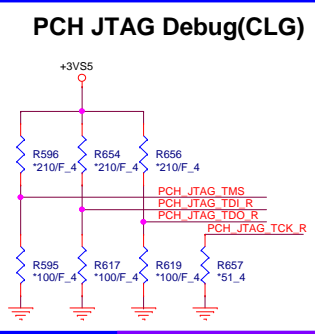 PCH JTAG Debug(CLG)
+3VS5
R596 R654 R656
*210/F_4 *210/F_4 *210/F_4
PCH_JTAG_TMS
PCH_JTAG_TDI_R
PCH_JTAG_TDO_R
PCH_JTAG_TCK_R
R595 R617 R619 R657
*100/F_4 *100/F_4 *100/F_4 *51_4